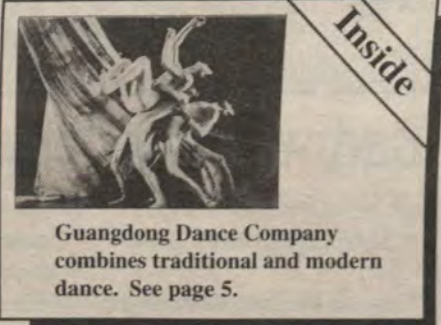 Inside
Guangdong Dance Company
combines traditional and modern
dance. See page 5.